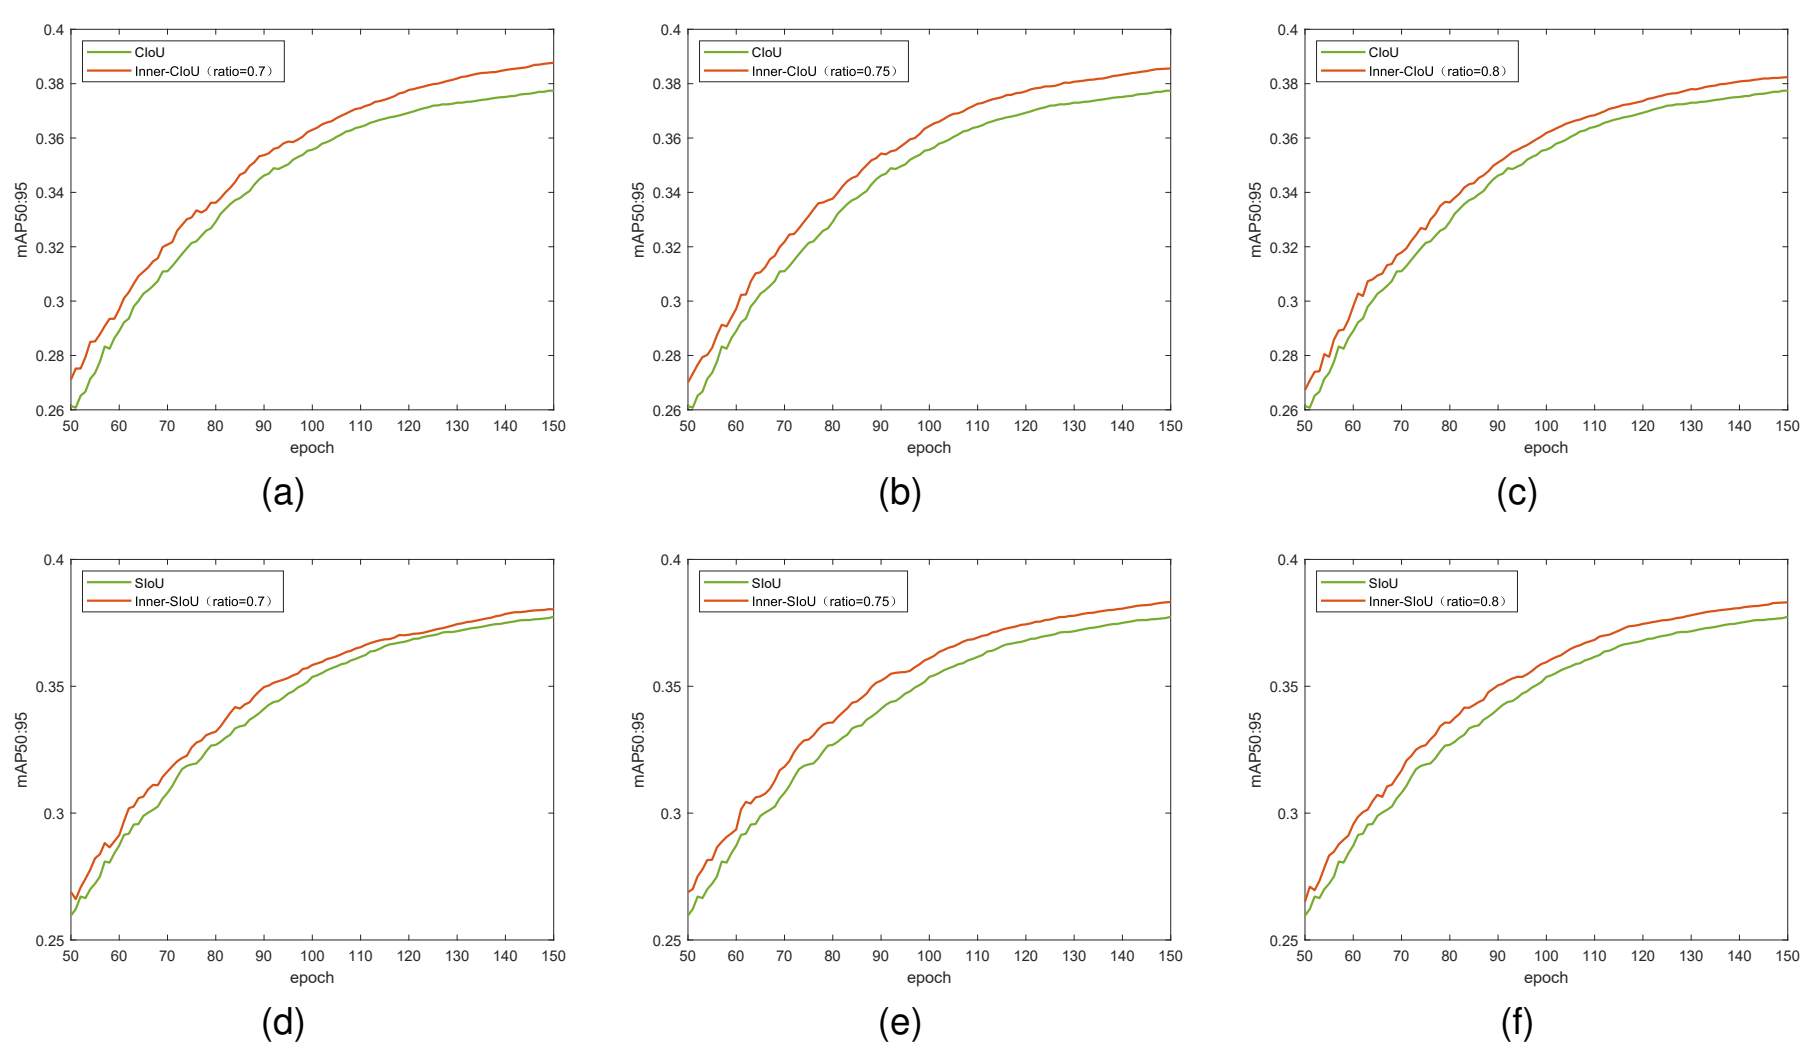 0.4
0.38
0.36
0.34
0.32
0.3
0.28
0.26
mAP50:95
CIoU
Inner-CIoU（ratio=0.7）
50 60 70 80 90 100 110 120 130 140 150
epoch
(a)
0.4
0.38
0.36
0.34
0.32
0.3
0.28
0.26
mAP50:95
CIoU
Inner-CIoU（ratio=0.75）
50 60 70 80 90 100 110 120 130 140 150
epoch
(b)
0.4
0.38
0.36
0.34
0.32
0.3
0.28
0.26
mAP50:95
CIoU
Inner-CIoU（ratio=0.8）
50 60 70 80 90 100 110 120 130 140 150
epoch
(c)
0.4
0.35
0.3
0.25
mAP50:95
SIoU
Inner-SIoU（ratio=0.7）
50 60 70 80 90 100 110 120 130 140 150
epoch
(d)
0.4
0.35
0.3
0.25
mAP50:95
SIoU
Inner-SIoU（ratio=0.75）
50 60 70 80 90 100 110 120 130 140 150
epoch
(e)
0.4
0.35
0.3
0.25
mAP50:95
SIoU
Inner-SIoU（ratio=0.8）
50 60 70 80 90 100 110 120 130 140 150
epoch
(f)